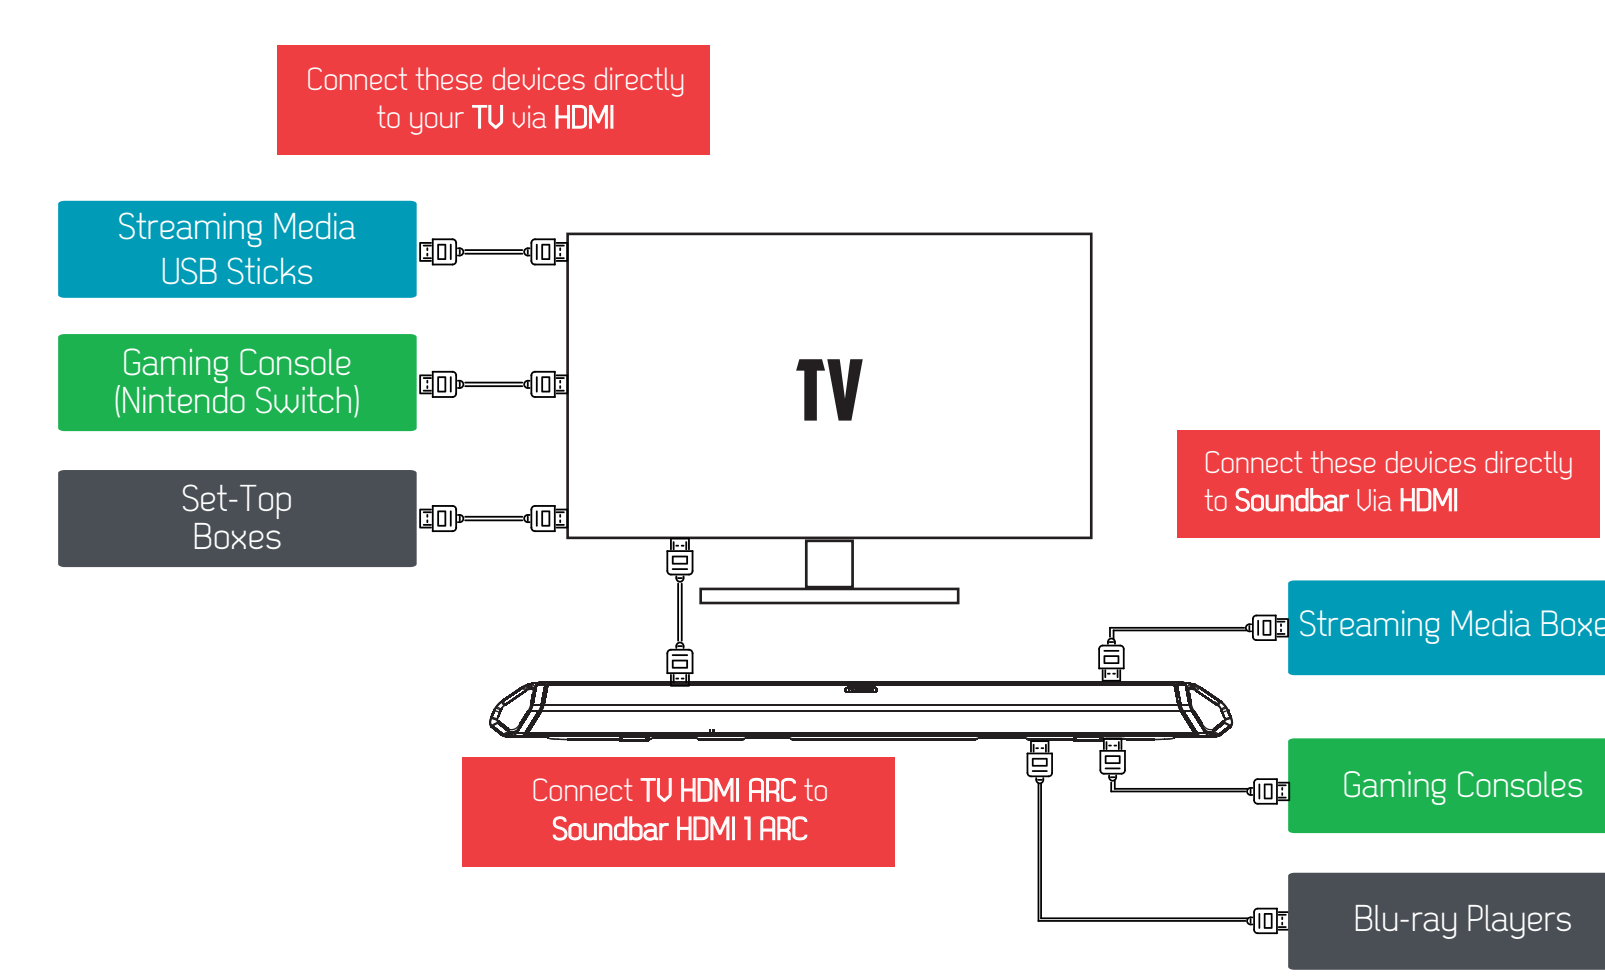 Connect these devices directly
to your TV via HDMI
Streaming Media
USB Sticks
Gaming Console
(Nintendo Switch)
Set-Top
Boxes
TV
Connect these devices directly
to Soundbar Via HDMI
Streaming Media Boxe
Gaming Consoles
Blu-ray Players
Connect TV HDMI ARC to
Soundbar HDMI 1 ARC